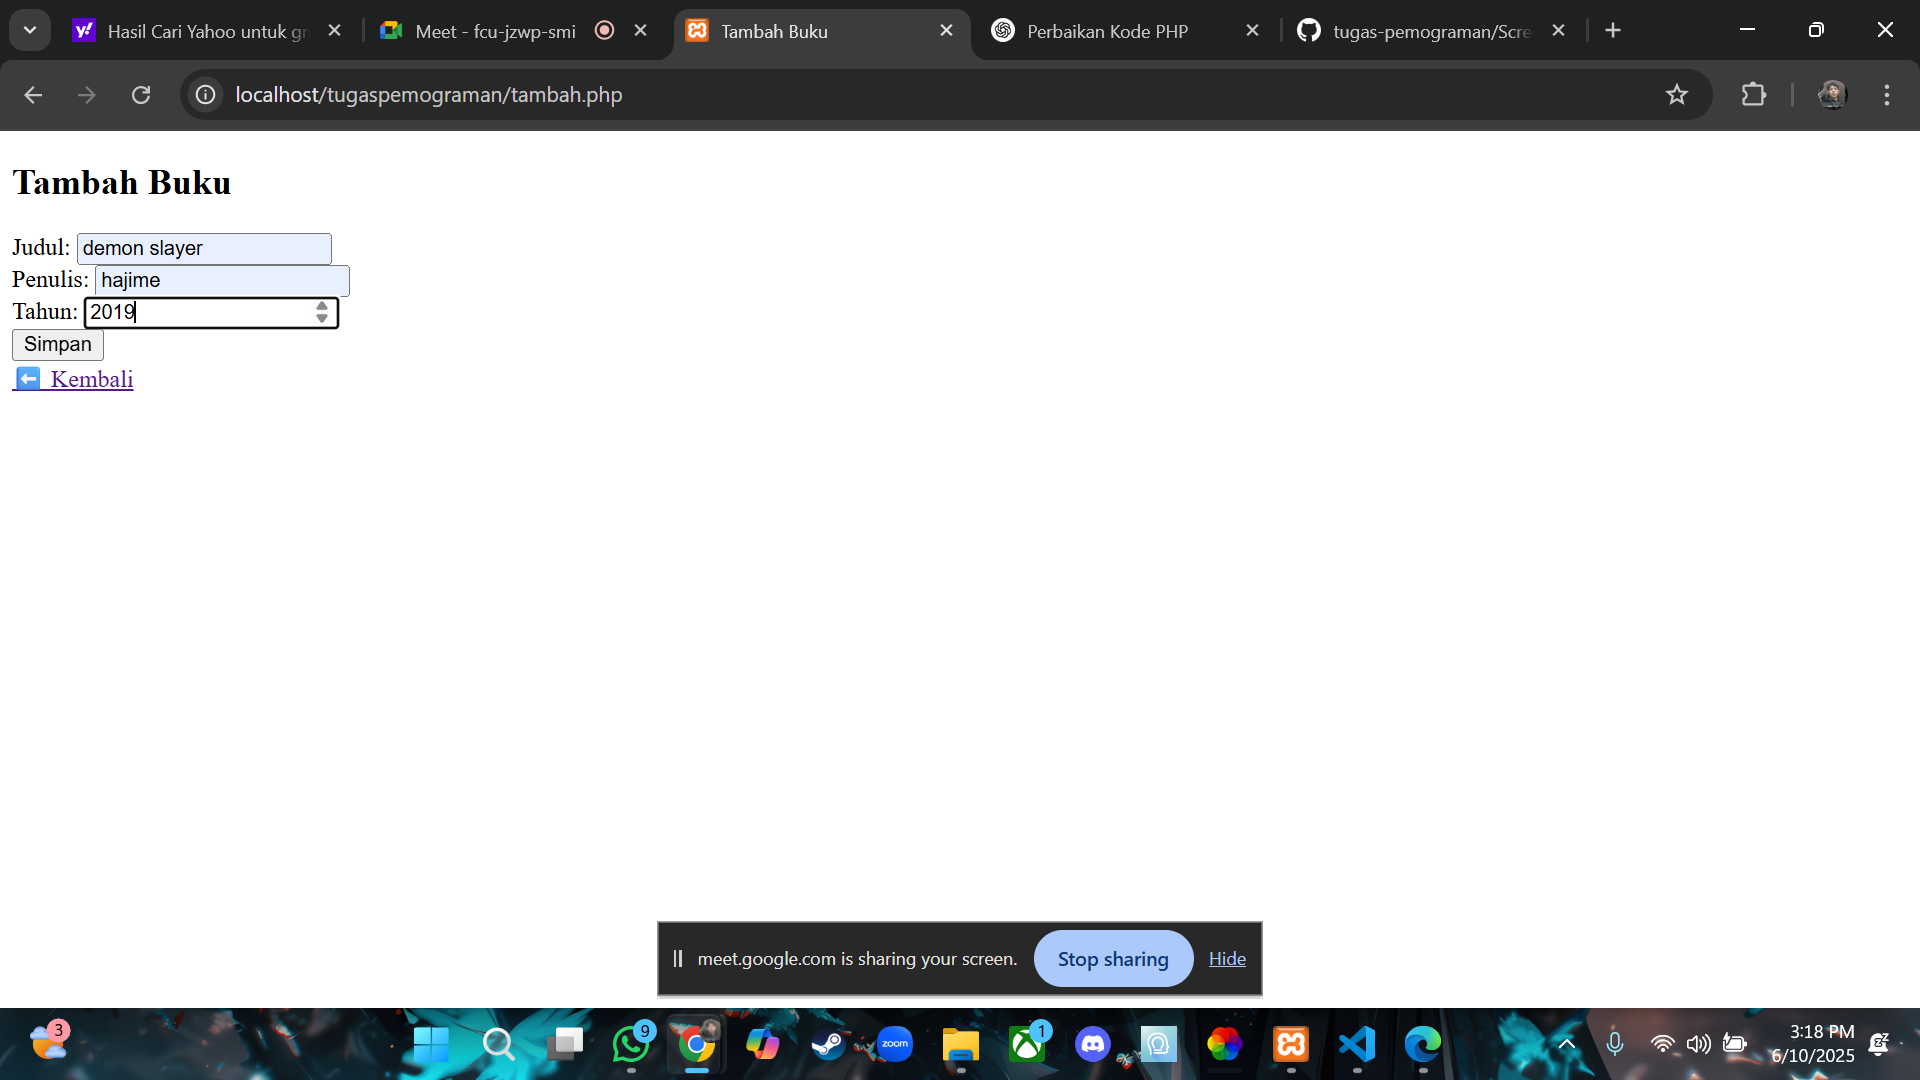 Hasil Cari Yahoo untuk gr
Meet - fcu-jzwp-smi
Tambah Buku
Perbaikan Kode PHP
tugas-pemograman/Scre
localhost/tugaspemograman/tambah.php
Tambah Buku
Judul: demon slayer
Penulis: hajime
Tahun: 2019
Simpan
Kembali
meet.google.com is sharing your screen. Stop sharing Hide
3
9
zoom
1
3:18 PM
6/10/2025